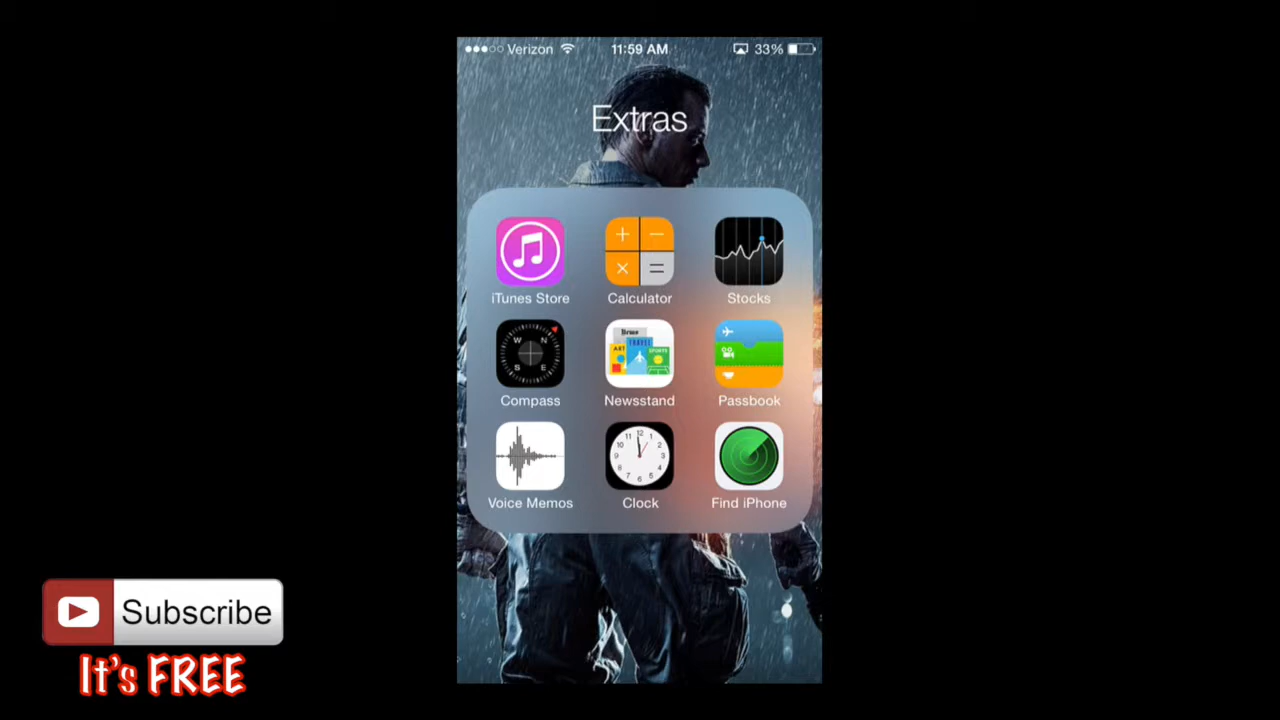 Verizon 11:59 AM 33%
Extras
iTunes Store Calculator Stocks
Compass Newsstand Passbook
Voice Memos Clock Find iPhone
Subscribe
It's FREE